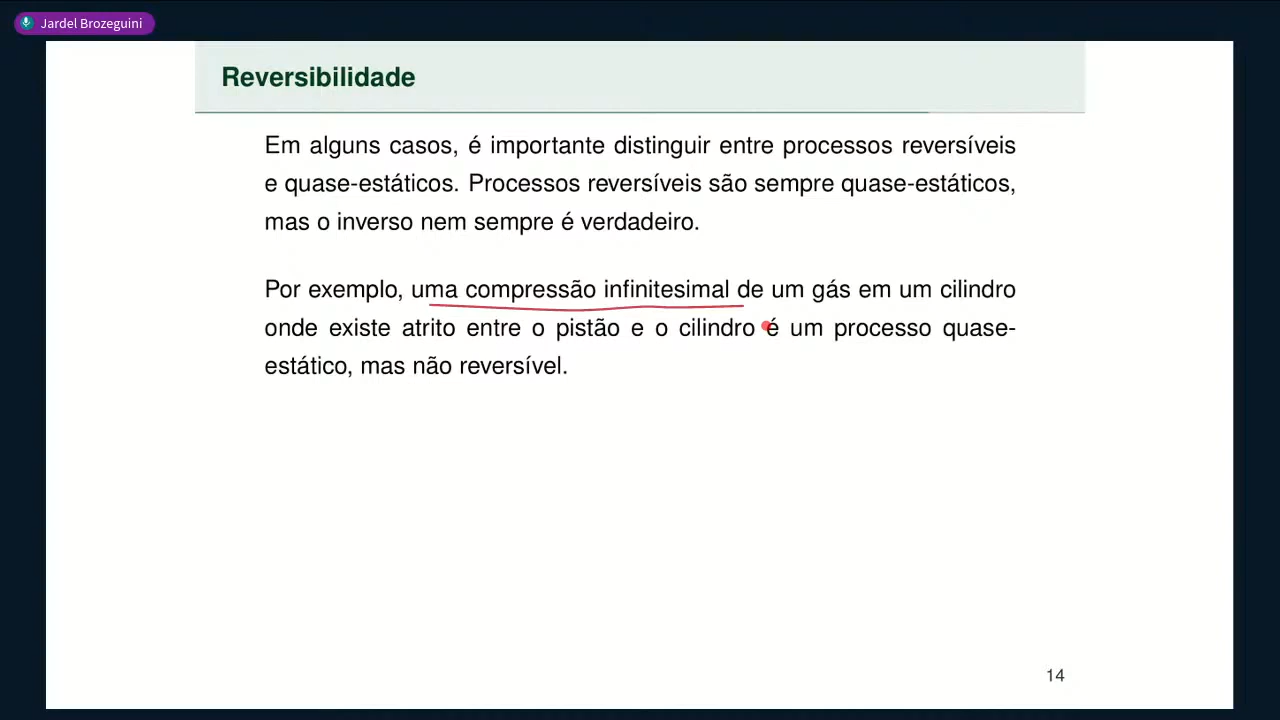 Jardel Brozeguini
Reversibilidade
Em alguns casos, é importante distinguir entre processos reversíveis
e quase-estáticos. Processos reversíveis são sempre quase-estáticos,
mas o inverso nem sempre é verdadeiro.
Por exemplo, uma compressão infinitesimal de um gás em um cilindro
onde existe atrito entre o pistão e o cilindro é um processo quase-
estático, mas não reversível.
14